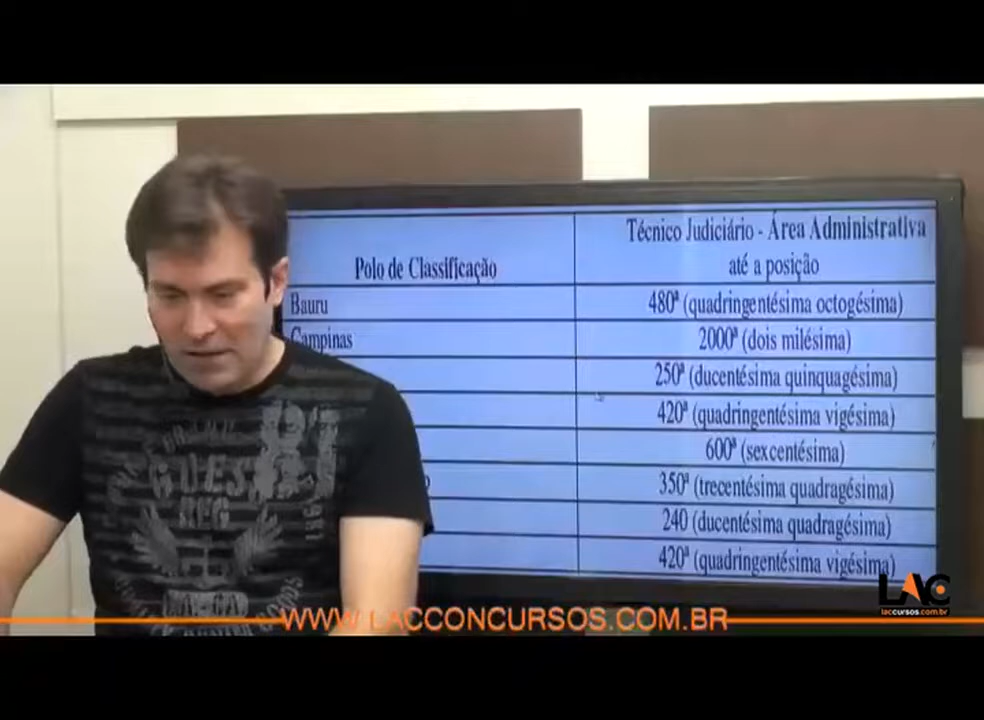 Técnico Judiciário - Área Administrativa
até a posição
Polo de Classificação
Bauru
480ª (quadringentésima octogésima)
Campinas
2000ª (dois milésima)
250ª (ducentésima quinquagésima)
420ª (quadringentésima vigésima)
600ª (sexcentésima)
350ª (trecentésima quadragésima)
240 (ducentésima quadragésima)
420ª (quadringentésima vigésima)
GUESS
LAC
laccursos.com.br
WWW.LACCONCURSOS.COM.BR